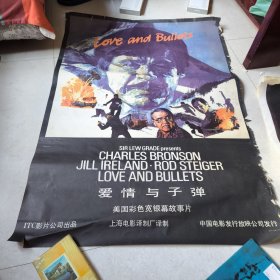 Love and Bullets
SIR LEW GRADE presents
CHARLES BRONSON
JILL IRELAND · ROD STEIGER
LOVE AND BULLETS
爱情与子弹
美国彩色宽银幕故事片
ITC影片公司出品
上海电影译制厂译制
中国电影发行放映公司发行